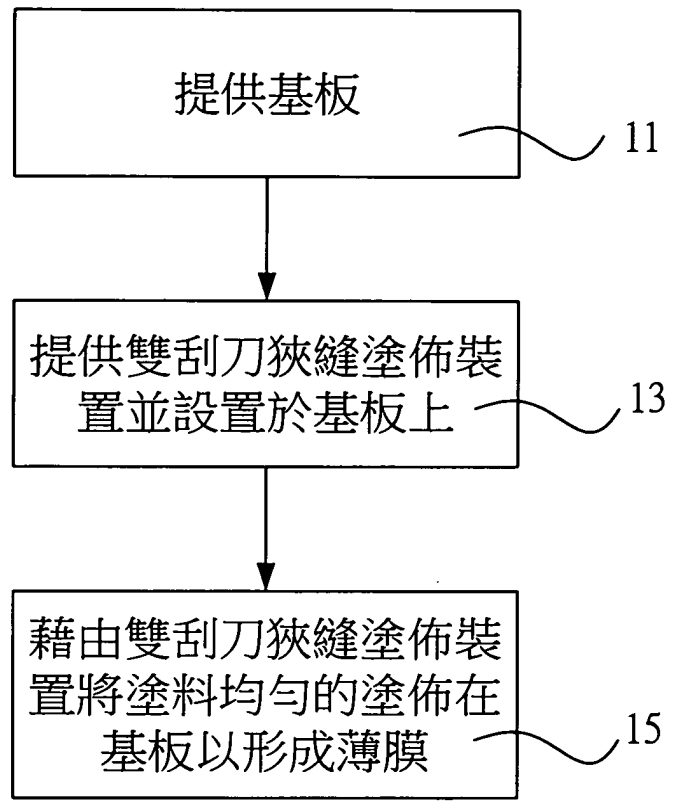 提供基板
11
提供雙刮刀狹縫塗佈裝
置並設置於基板上
13
藉由雙刮刀狹縫塗佈裝
置將塗料均勻的塗佈在
基板以形成薄膜
15